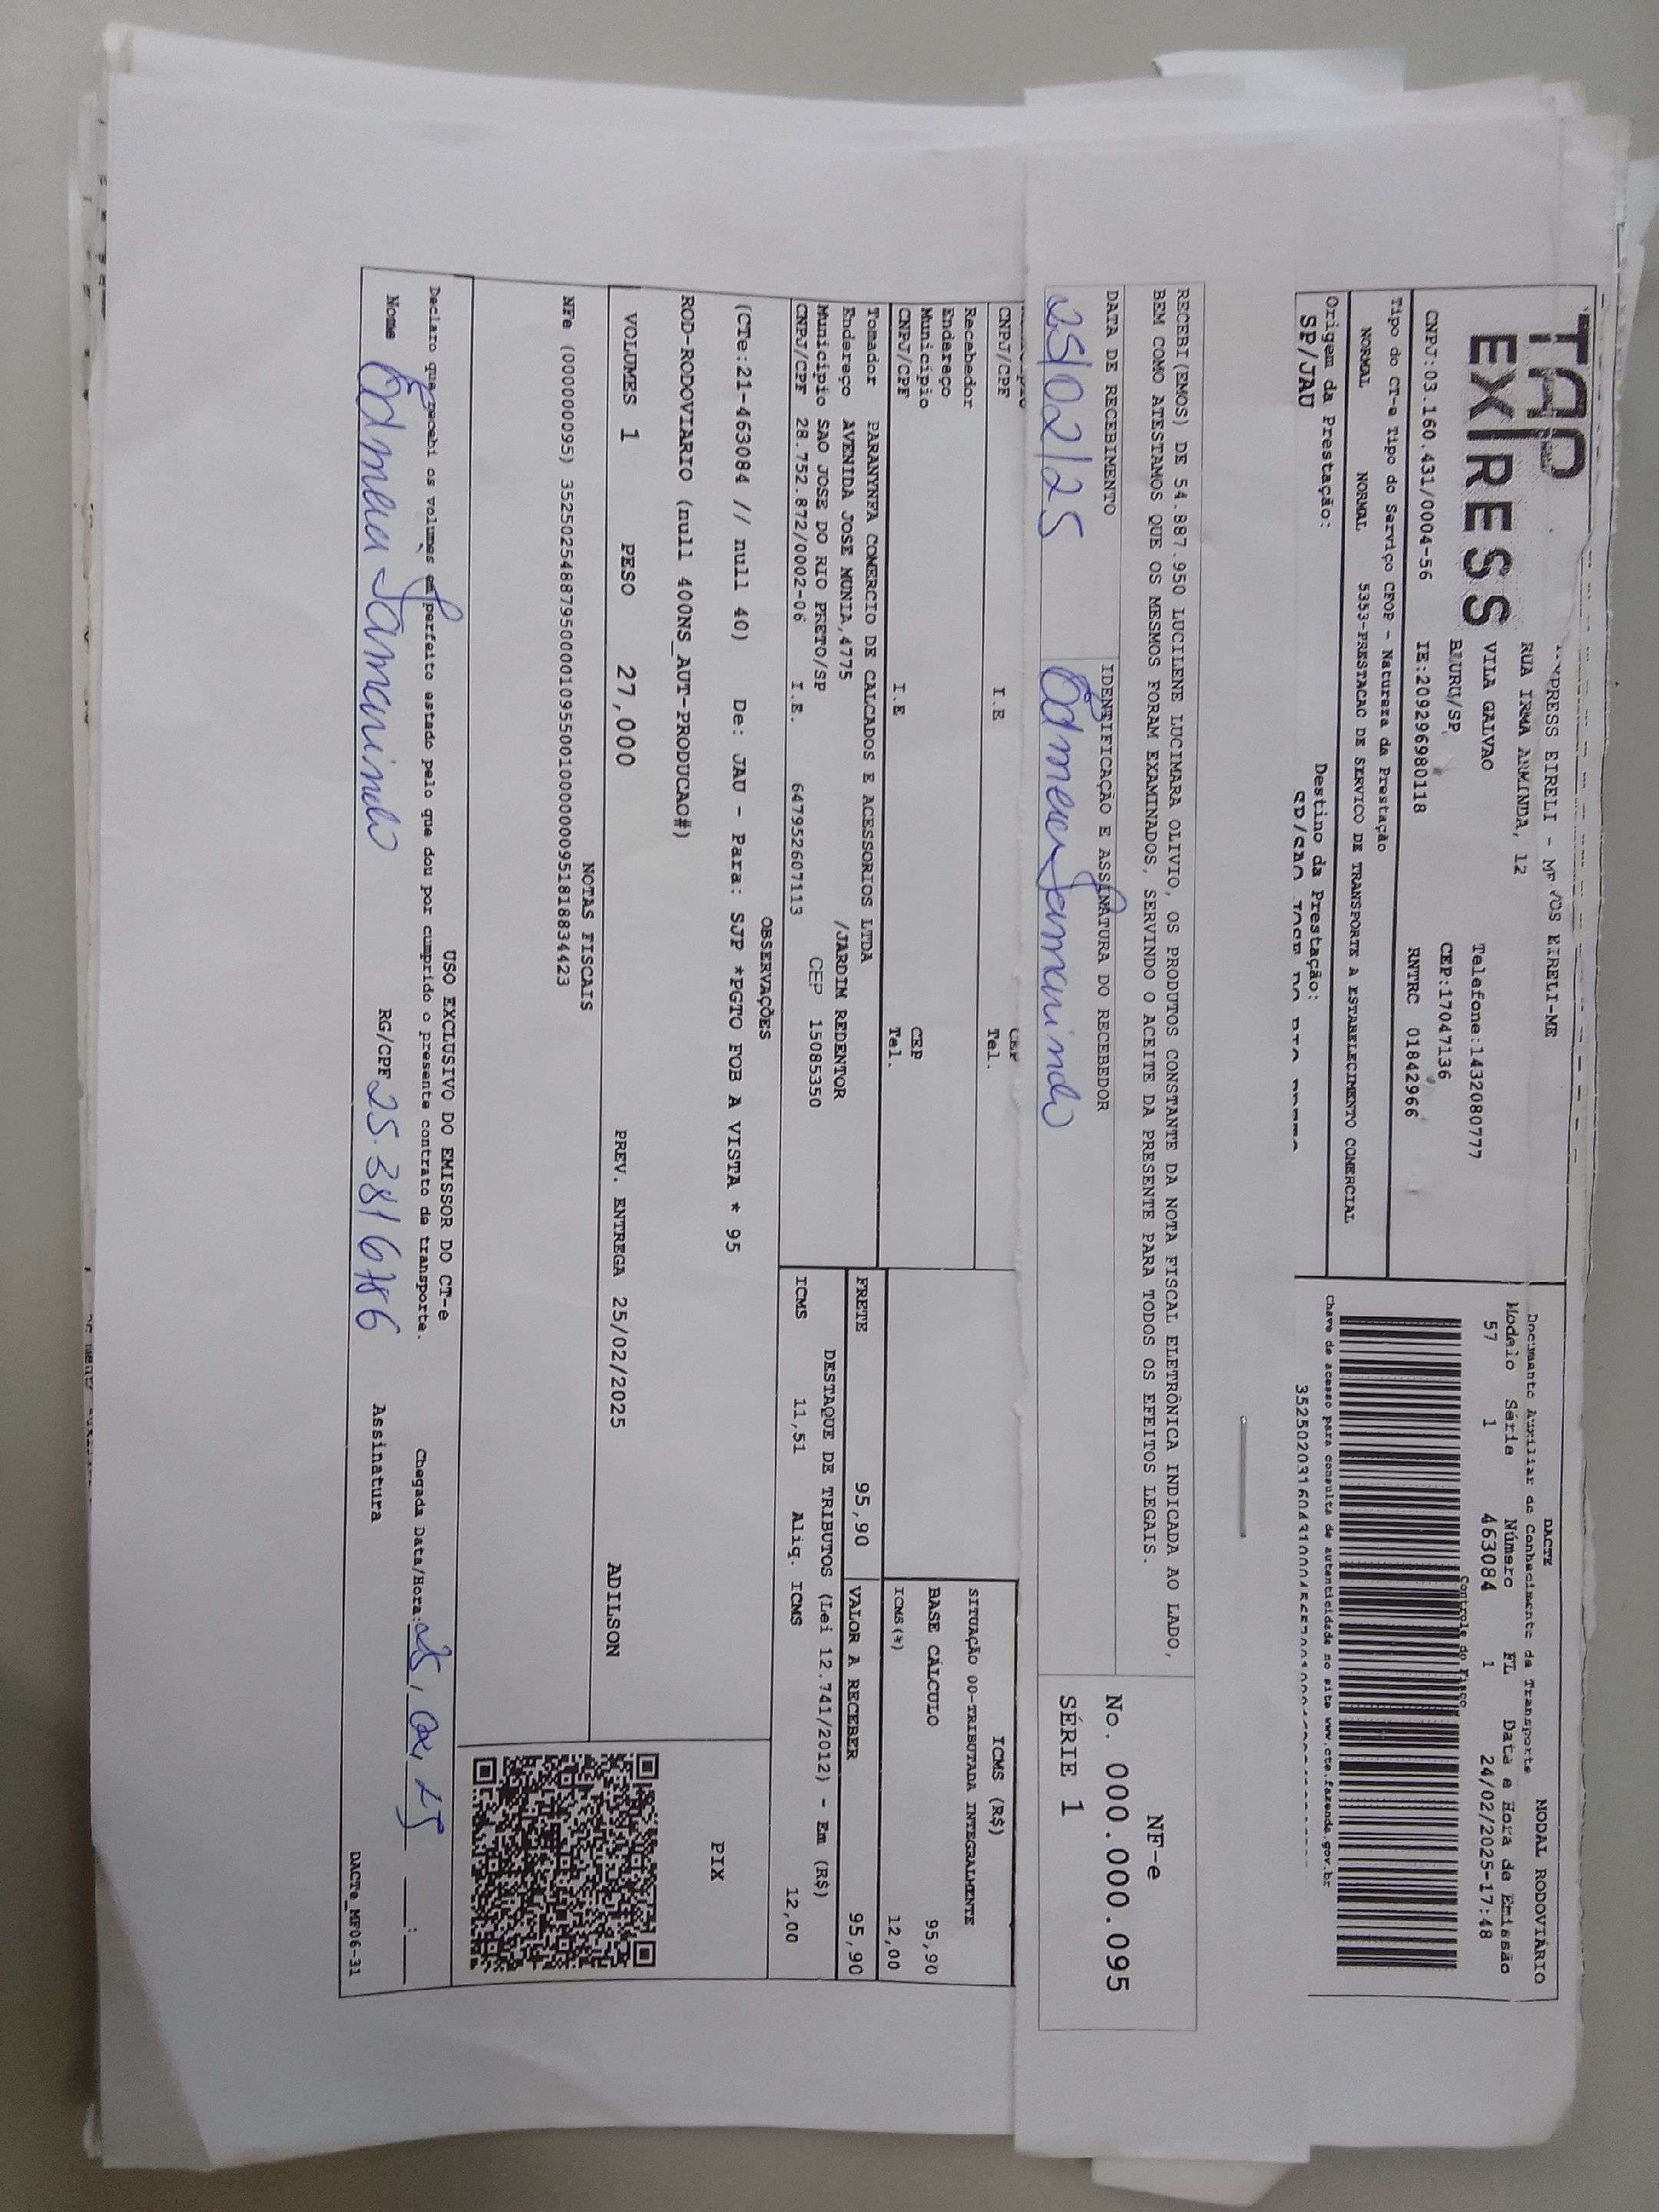 TAP
EXPRESS
RUA IRMA ARMINDA, 12
VILA GALVAO
Telefone:1432080777
BAURU/SP
CEP:17047136
CNPJ:03.160.431/0004-56 IE:209296980118 RNTRC 01842966
Tipo do CT-e Tipo do Serviço CFOP - Natureza da Prestação
NORMAL NORMAL 5353-PRESTACAO DE SERVICO DE TRANSPORTE A ESTABELECIMENTO COMERCIAL
Origem da Prestação: Destino da Prestação:
SP/JAU
DACTE MODAL RODOVIÁRIO
Documento Auxiliar do Conhecimento de Transporte
Modelo Série Número FL Data e Hora de Emissão
57 1 463084 1 24/02/2025-17:48
Controle do Fisco
Chave de acesso para consulta de autenticidade no site www.cte.fazenda.gov.br
RECEBI(EMOS) DE 54.887.950 LUCILENE LUCIMARA OLIVIO, OS PRODUTOS CONSTANTE DA NOTA FISCAL ELETRÔNICA INDICADA AO LADO,
BEM COMO ATESTAMOS QUE OS MESMOS FORAM EXAMINADOS, SERVINDO O ACEITE DA PRESENTE PARA TODOS OS EFEITOS LEGAIS.
DATA DE RECEBIMENTO IDENTIFICAÇÃO E ASSINATURA DO RECEBEDOR
25/02/25
NF-e
No. 000.000.095
SÉRIE 1
CNPJ/CPF I.E Tel.
Recebedor
Endereço
Município CEP
CNPJ/CPF I.E Tel.
ICMS (R$)
SITUAÇÃO 00-TRIBUTADA INTEGRALMENTE
BASE CÁLCULO 95,90
ICMS(%) 12,00
Tomador PARANYNFA COMERCIO DE CALCADOS E ACESSORIOS LTDA
Endereço AVENIDA JOSE MUNIA,4775 /JARDIM REDENTOR
Município SAO JOSE DO RIO PRETO/SP CEP 15085350
CNPJ/CPF 28.752.872/0002-06 I.E. 647952607113
FRETE 95,90 VALOR A RECEBER 95,90
DESTAQUE DE TRIBUTOS (Lei 12.741/2012) - Em (R$)
ICMS 11,51 Aliq. ICMS 12,00
OBSERVAÇÕES
(CTe:21-463084 // null 40) De: JAU - Para: SJP *PGTO FOB A VISTA * 95
ROD-RODOVIARIO (null 400NS_AUT-PRODUCAO#)
PIX
VOLUMES 1 PESO 27,000 PREV. ENTREGA 25/02/2025 ADILSON
NOTAS FISCAIS
NFe (000000095) 35250254887950000109550010000000951818834423
USO EXCLUSIVO DO EMISSOR DO CT-e
Declaro que recebi os volumes em perfeito estado pelo que dou por cumprido o presente contrato de transporte.
Chegada Data/Hora:
Nome
RG/CPF 25.3816786
Assinatura
DACTe_MF06-31